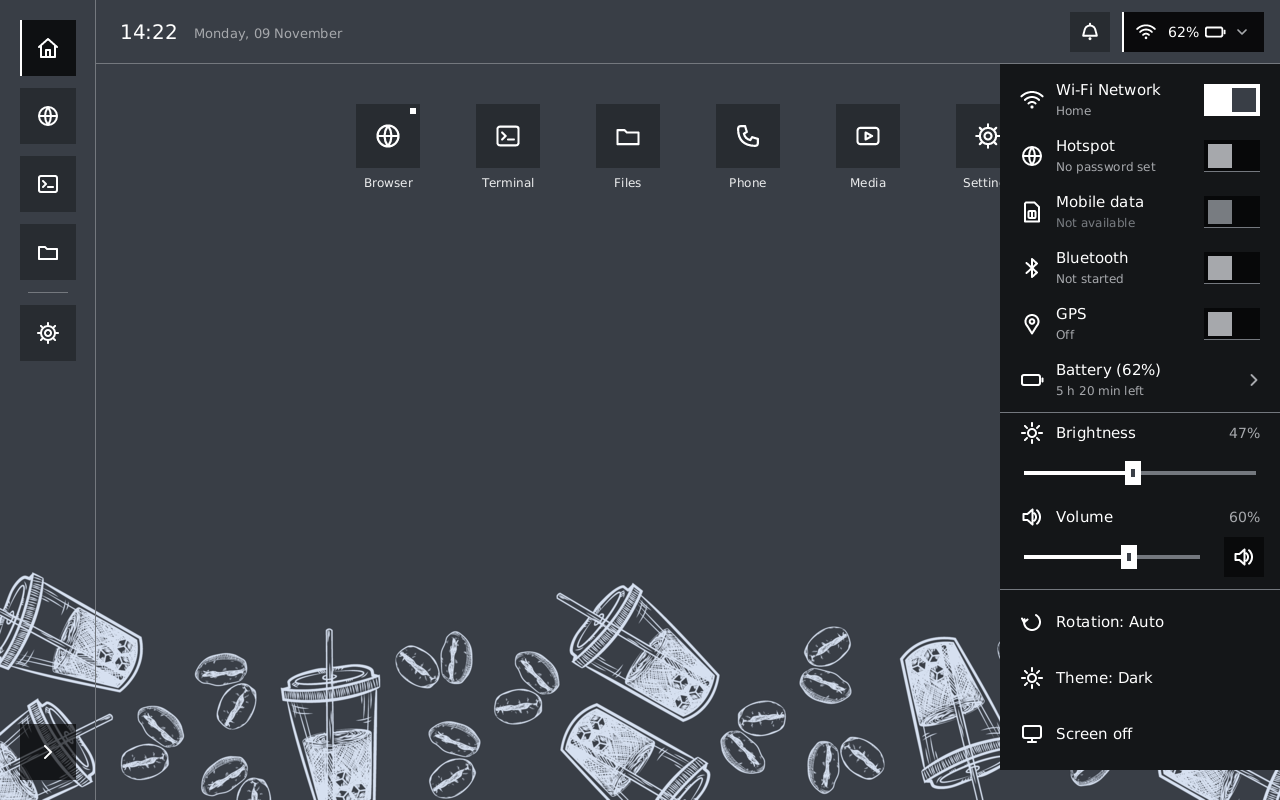 14:22 Monday, 09 November
62%
Browser Terminal Files Phone Media
Wi-Fi Network
Home
Hotspot
No password set
Mobile data
Not available
Bluetooth
Not started
GPS
Off
Battery (62%)
5 h 20 min left
Brightness 47%
Volume 60%
Rotation: Auto
Theme: Dark
Screen off